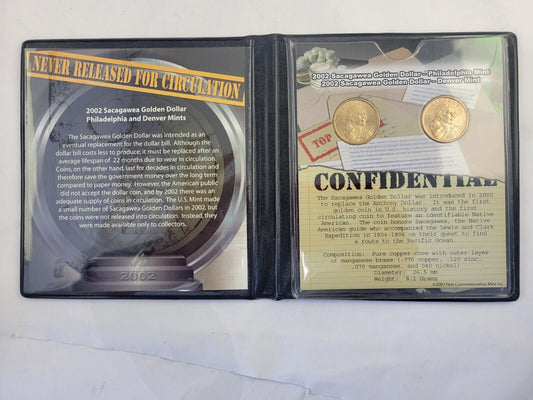 NEVER RELEASED FOR CIRCULATION
2002 Sacagawea Golden Dollar
Philadelphia and Denver Mints
The Sacagawea Golden Dollar was intended as an
eventual replacement for the dollar bill. Although the
dollar bill costs less to produce, it must be replaced after an
average lifespan of 22 months due to wear in circulation.
Coins, on the other hand, last for decades in circulation and
therefore save the government money over the long term
compared to paper money. However, the American public
did not accept the dollar coin, and by 2002 there was an
adequate supply of coins in circulation. The U.S. Mint made
a small number of Sacagawea Golden Dollars in 2002, but
the coins were not released into circulation. Instead, they
were made available only to collectors.
2002
2002 Sacagawea Golden Dollar—Philadelphia Mint
2002 Sacagawea Golden Dollar—Denver Mint
TOP
CONFIDENTIAL
The Sacagawea Golden Dollar was introduced in 2000
to replace the Anthony Dollar. It was the first
golden coin in U.S. history and the first
circulating coin to feature an identifiable Native
American. The coin honors Sacagawea, the Native
American guide who accompanied the Lewis and Clark
Expedition in 1804-1806 on their quest to find
a route to the Pacific Ocean.
Composition: Pure copper core with outer layer
of manganese brass (.770 copper, .120 zinc,
.070 manganese, and .040 nickel)
Diameter: 26.5 mm
Weight: 8.1 Grams
©2007 First Commemorative Mint Inc.